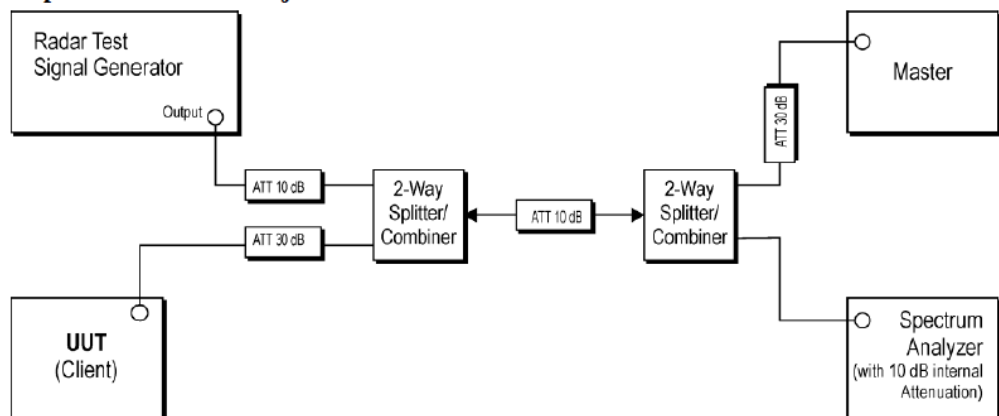 Radar Test
Signal Generator
Output
ATT 10 dB
2-Way
Splitter/
Combiner
ATT 30 dB
UUT
(Client)
ATT 10 dB
2-Way
Splitter/
Combiner
ATT 30 dB
Master
Spectrum
Analyzer
(with 10 dB internal
Attenuation)